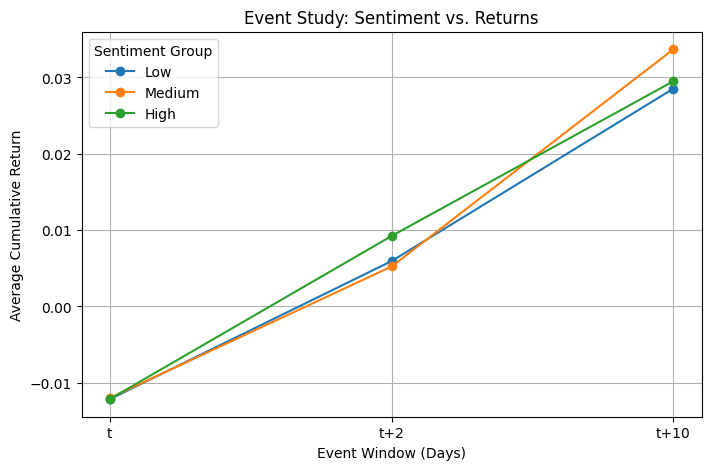 Event Study: Sentiment vs. Returns
Sentiment Group
Low
Medium
High
Average Cumulative Return
0.03
0.02
0.01
0.00
−0.01
t
t+2
t+10
Event Window (Days)